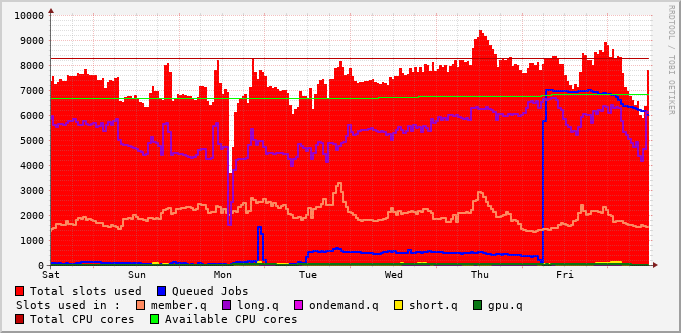 10000
9000
8000
7000
6000
5000
4000
3000
2000
1000
0
Sat Sun Mon Tue Wed Thu Fri
Total slots used Queued Jobs
Slots used in : member.q long.q ondemand.q short.q gpu.q
Total CPU cores Available CPU cores
RRDTOOL / TOBI OETIKER